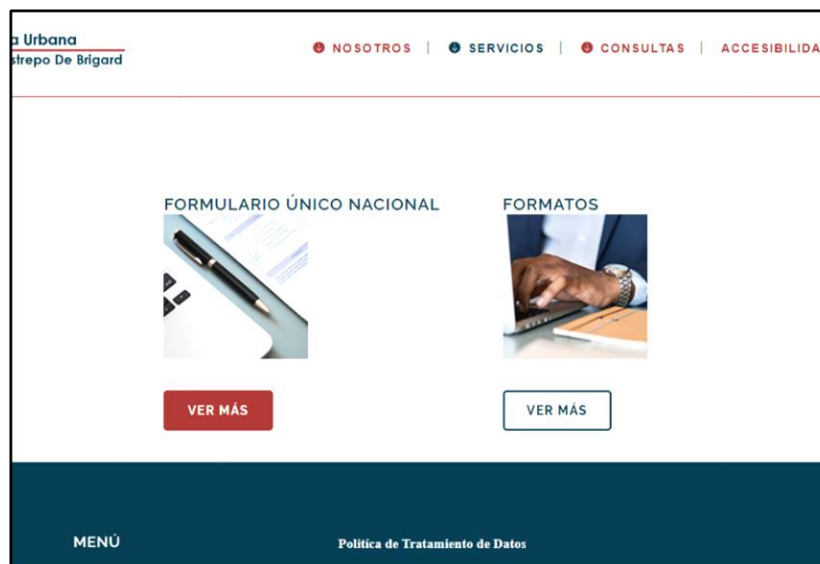 a Urbana
strepo De Brigard
NOSOTROS | SERVICIOS | CONSULTAS | ACCESIBILIDA
FORMULARIO ÚNICO NACIONAL
FORMATOS
VER MÁS
VER MÁS
MENÚ
Politíca de Tratamiento de Datos